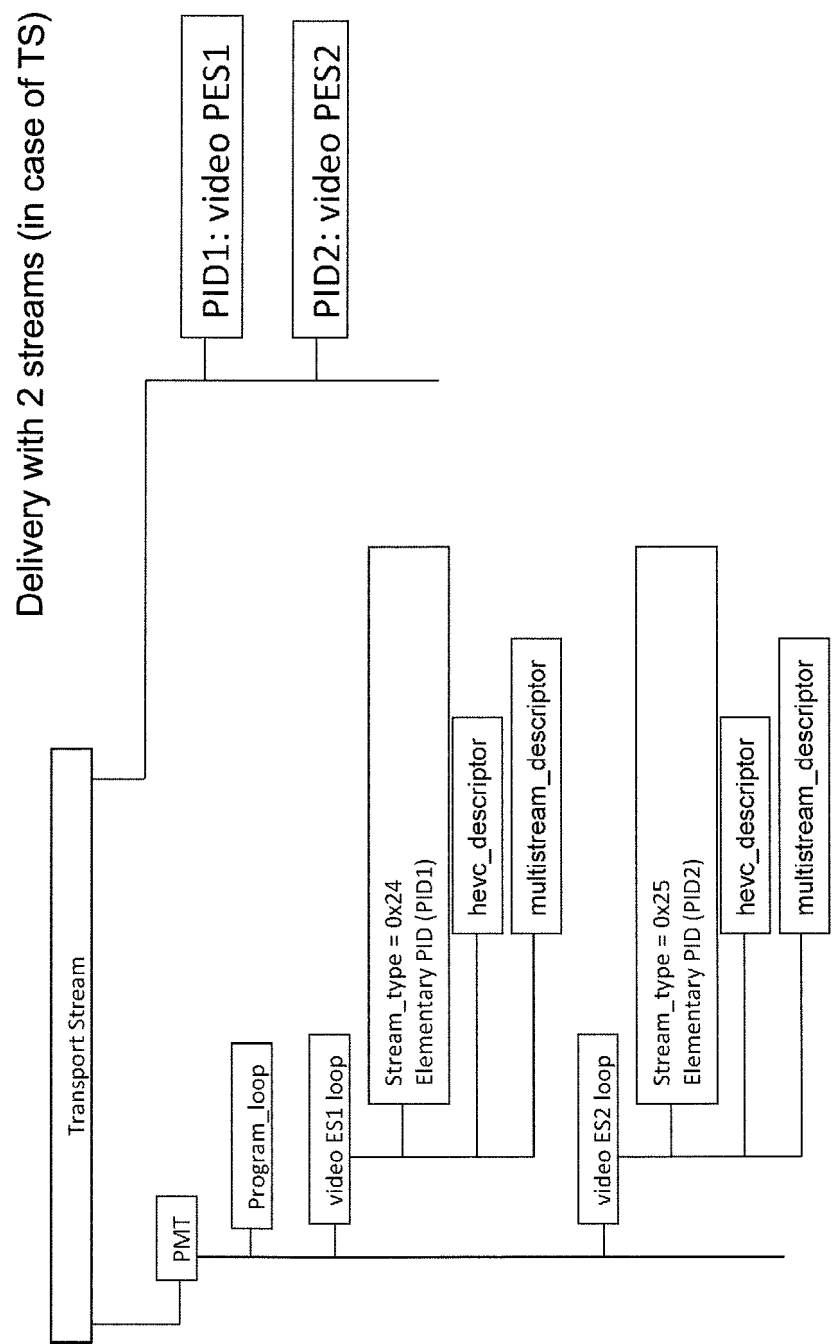 Delivery with 2 streams (in case of TS)
Transport Stream
PMT
Program_loop
video ES1 loop
Stream_type = 0x24
Elementary PID (PID1)
hevc_descriptor
multistream_descriptor
video ES2 loop
Stream_type = 0x25
Elementary PID (PID2)
hevc_descriptor
multistream_descriptor
PID1: video PES1
PID2: video PES2